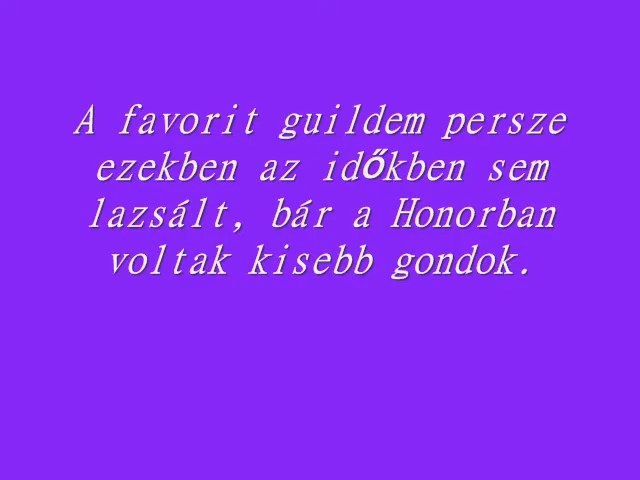 A favorit guildem persze
ezekben az időkben sem
lazsált, bár a Honorban
voltak kisebb gondok.